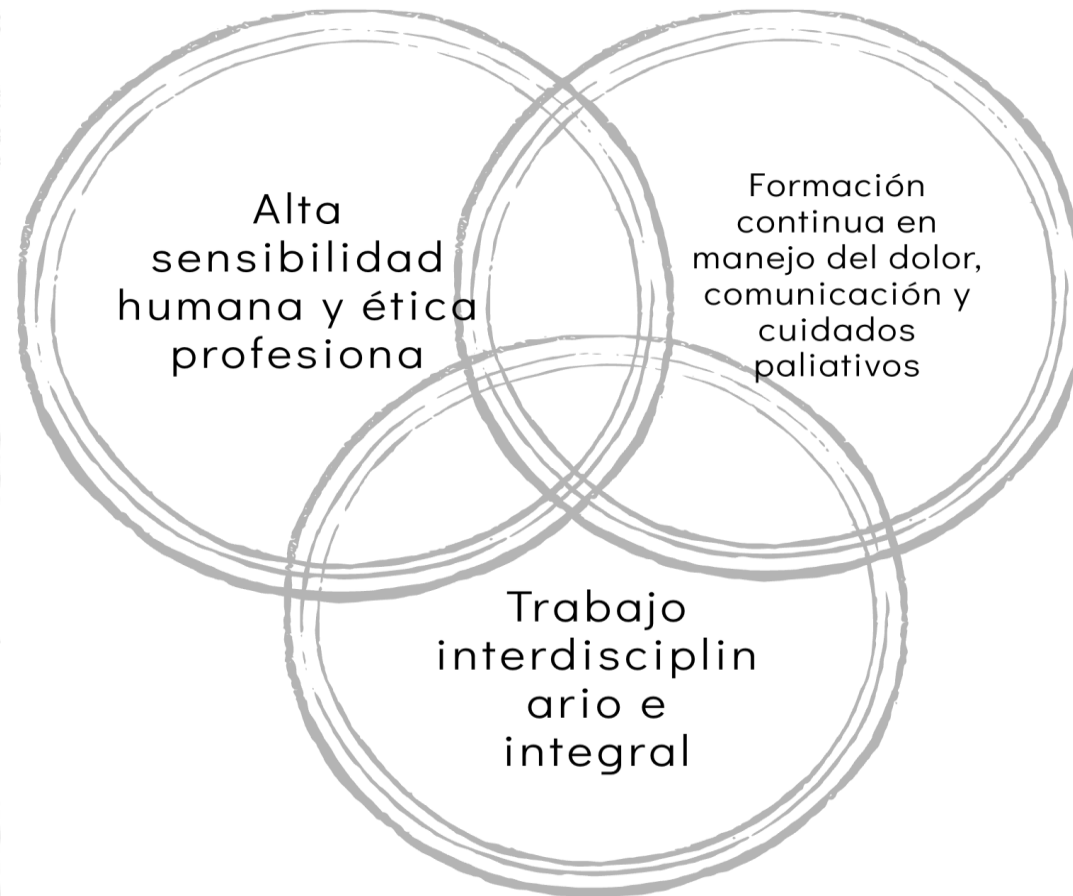 Alta
sensibilidad
humana y ética
profesiona
Formación
continua en
manejo del dolor,
comunicación y
cuidados
paliativos
Trabajo
interdisciplin
ario e
integral